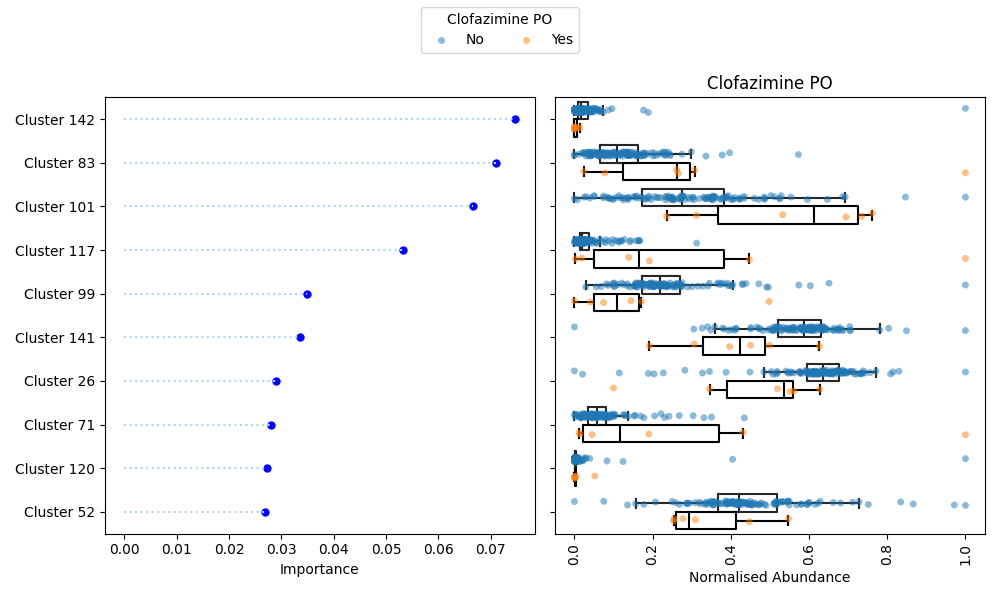 Clofazimine PO
No Yes
Clofazimine PO
Cluster 142
Cluster 83
Cluster 101
Cluster 117
Cluster 99
Cluster 141
Cluster 26
Cluster 71
Cluster 120
Cluster 52
0.00 0.01 0.02 0.03 0.04 0.05 0.06 0.07
Importance
0.0 0.2 0.4 0.6 0.8 1.0
Normalised Abundance